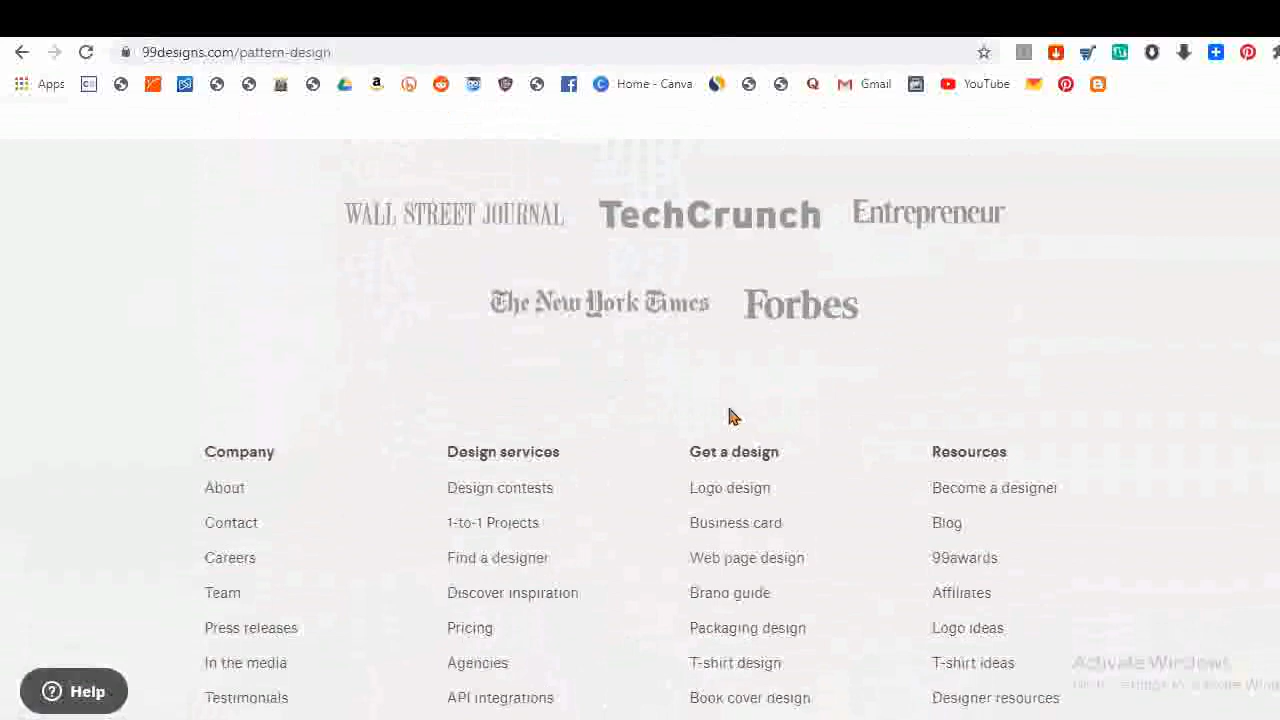 99designs.com/pattern-design
Apps
Home - Canva
Gmail
YouTube
WALL STREET JOURNAL TechCrunch Entrepreneur
The New York Times Forbes
Company Design services Get a design Resources
About Design contests Logo design Become a designer
Contact 1-to-1 Projects Business card Blog
Careers Find a designer Web page design 99awards
Team Discover inspiration Brand guide Affiliates
Press releases Pricing Packaging design Logo ideas
In the media Agencies T-shirt design T-shirt ideas
Testimonials API integrations Book cover design Designer resources
Help
Activate Windows